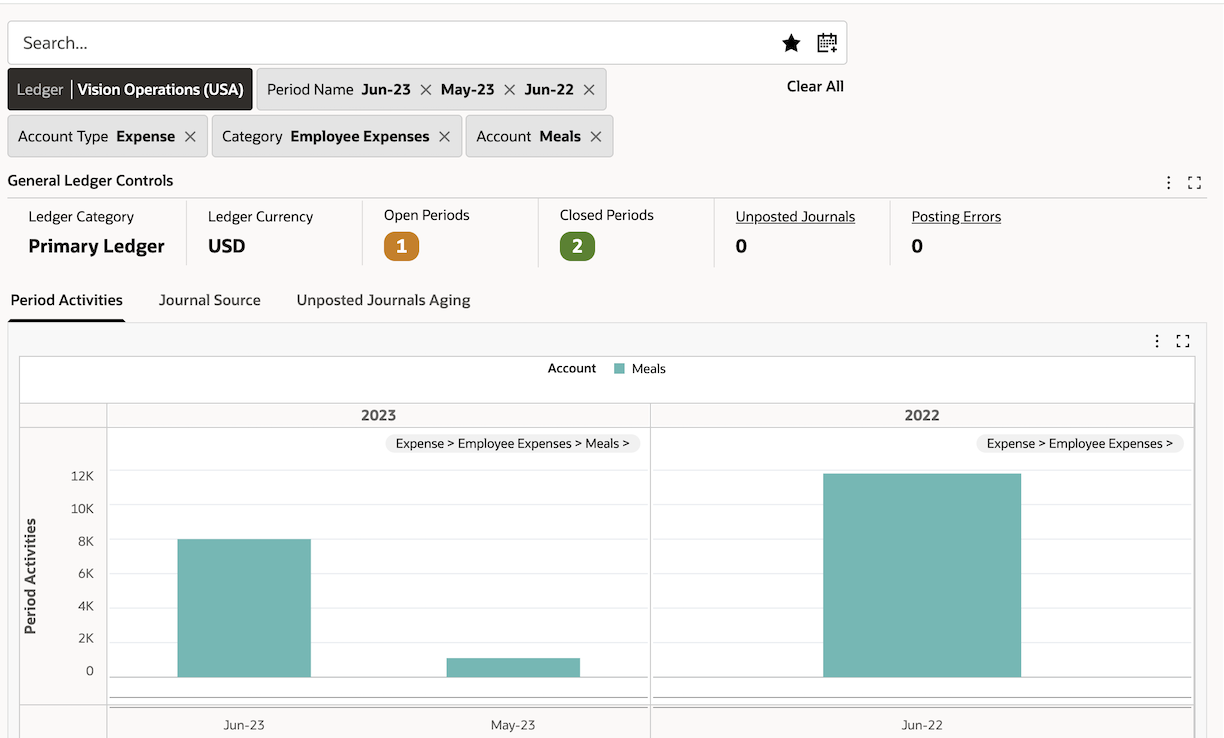 Search...
Ledger | Vision Operations (USA)
Period Name Jun-23 × May-23 × Jun-22 ×
Clear All
Account Type Expense ×
Category Employee Expenses ×
Account Meals ×
General Ledger Controls
Ledger Category
Ledger Currency
Open Periods
Closed Periods
Unposted Journals
Posting Errors
Primary Ledger
USD
1
2
0
0
Period Activities
Journal Source
Unposted Journals Aging
Account Meals
2023
2022
Expense > Employee Expenses > Meals >
Expense > Employee Expenses >
Period Activities
12K
10K
8K
6K
4K
2K
0
Jun-23
May-23
Jun-22